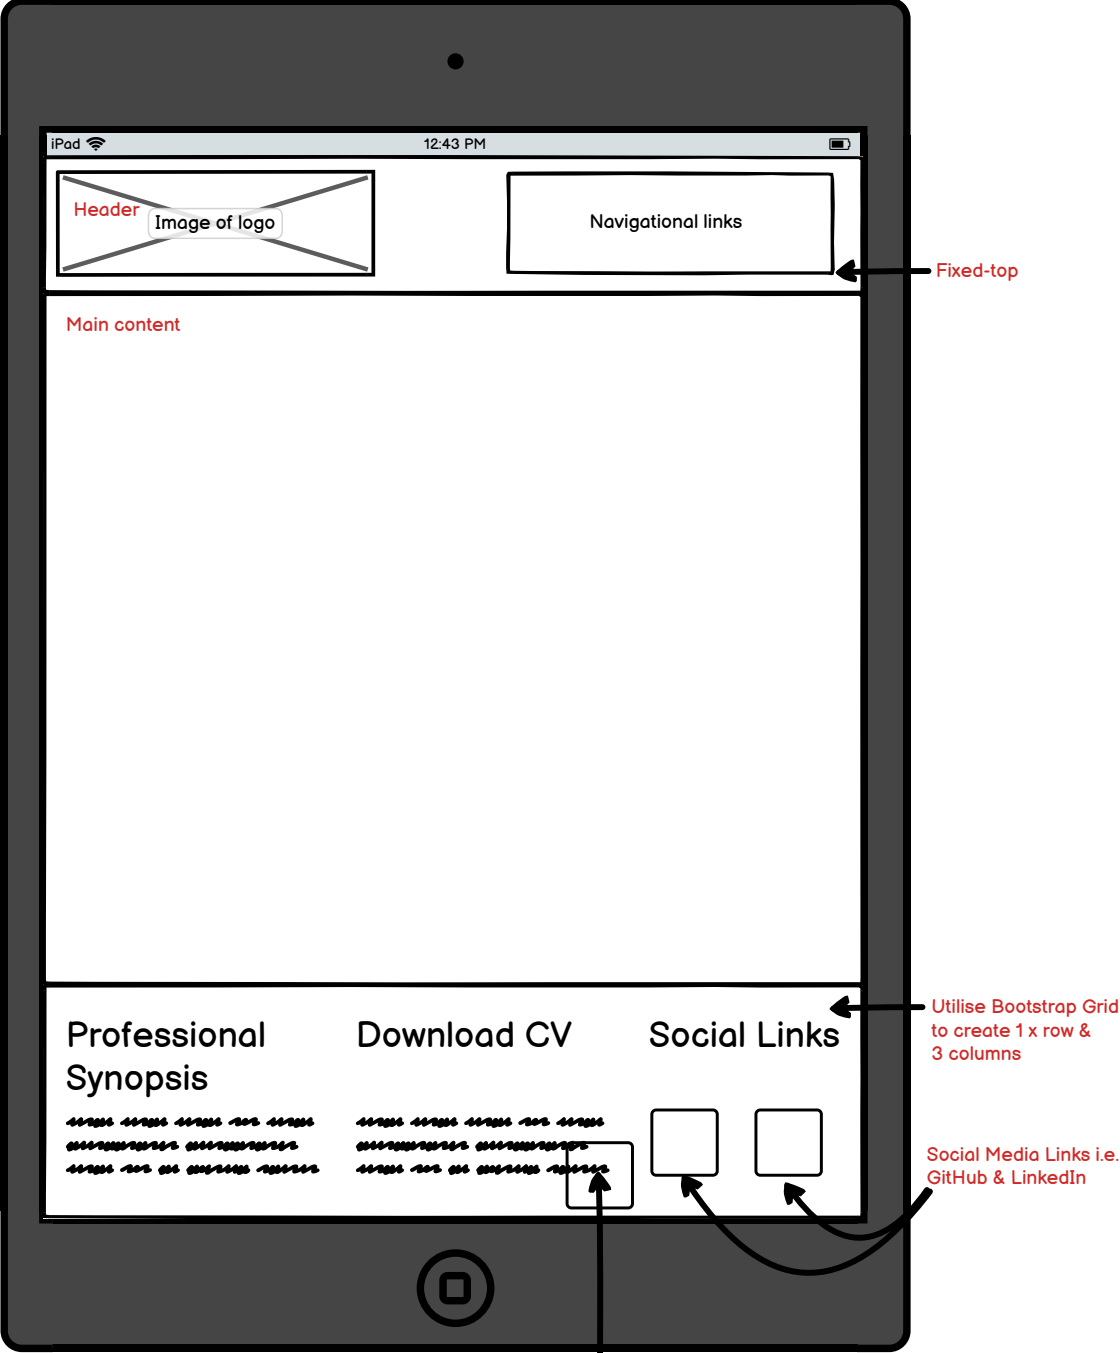 iPad 12:43 PM
Header
Image of logo
Navigational links
Fixed-top
Main content
Utilise Bootstrap Grid
to create 1 x row &
3 columns
Professional
Synopsis
Download CV
Social Links
Social Media Links i.e.
GitHub & LinkedIn